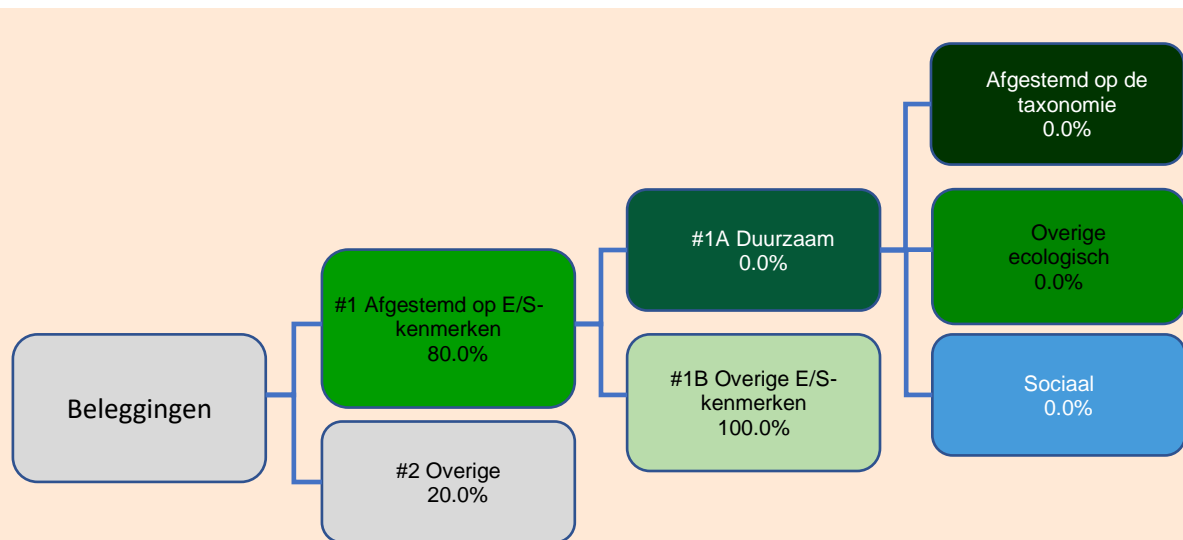 Beleggingen
#1 Afgestemd op E/S-
kenmerken
80.0%
#2 Overige
20.0%
#1A Duurzaam
0.0%
#1B Overige E/S-
kenmerken
100.0%
Afgestemd op de
taxonomie
0.0%
Overige
ecologisch
0.0%
Sociaal
0.0%